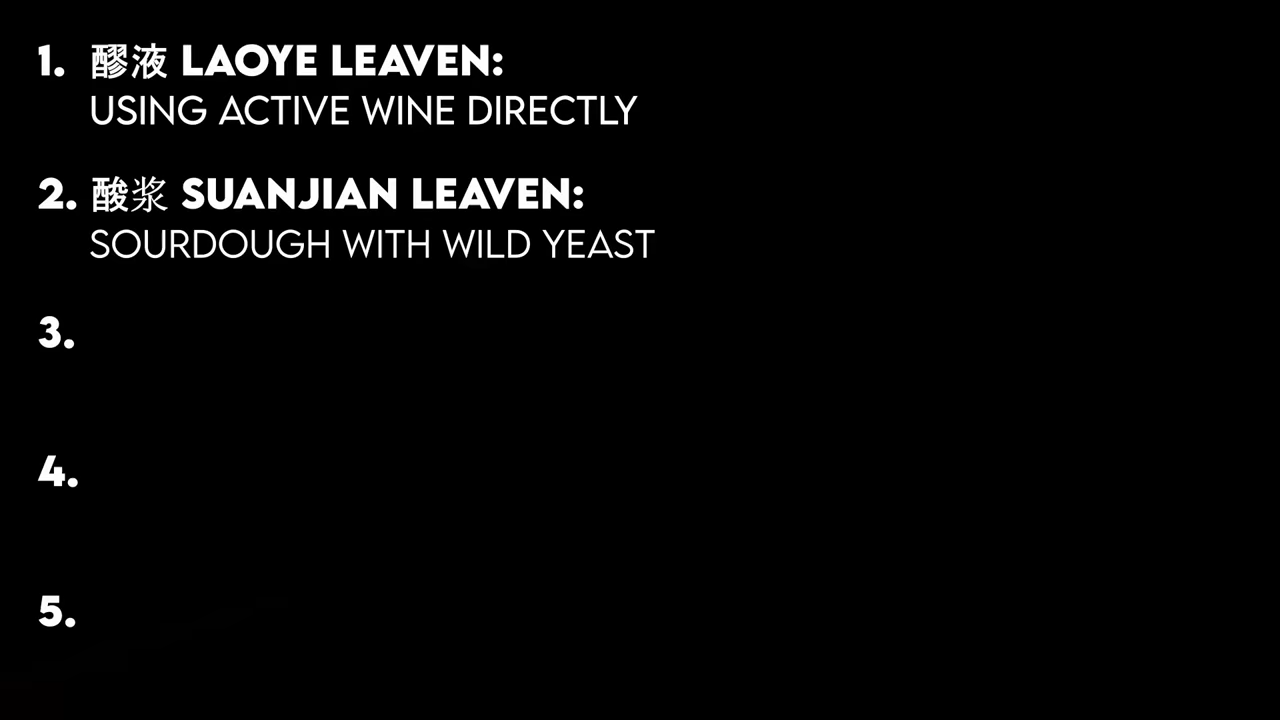 1. 醪液 LAOYE LEAVEN:
USING ACTIVE WINE DIRECTLY
2. 酸浆 SUANJIAN LEAVEN:
SOURDOUGH WITH WILD YEAST
3.
4.
5.